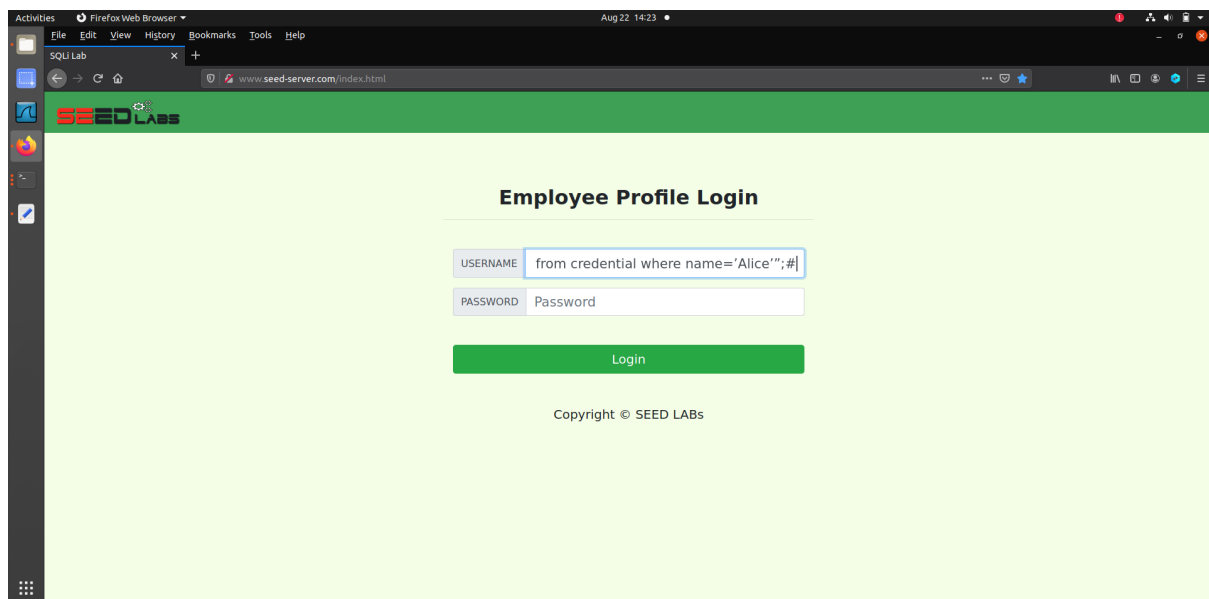 Activities Firefox Web Browser Aug 22 14:23
File Edit View History Bookmarks Tools Help
SQLi Lab
www.seed-server.com/index.html
SEED LABS
Employee Profile Login
USERNAME from credential where name=’Alice’”;#
PASSWORD Password
Login
Copyright © SEED LABs